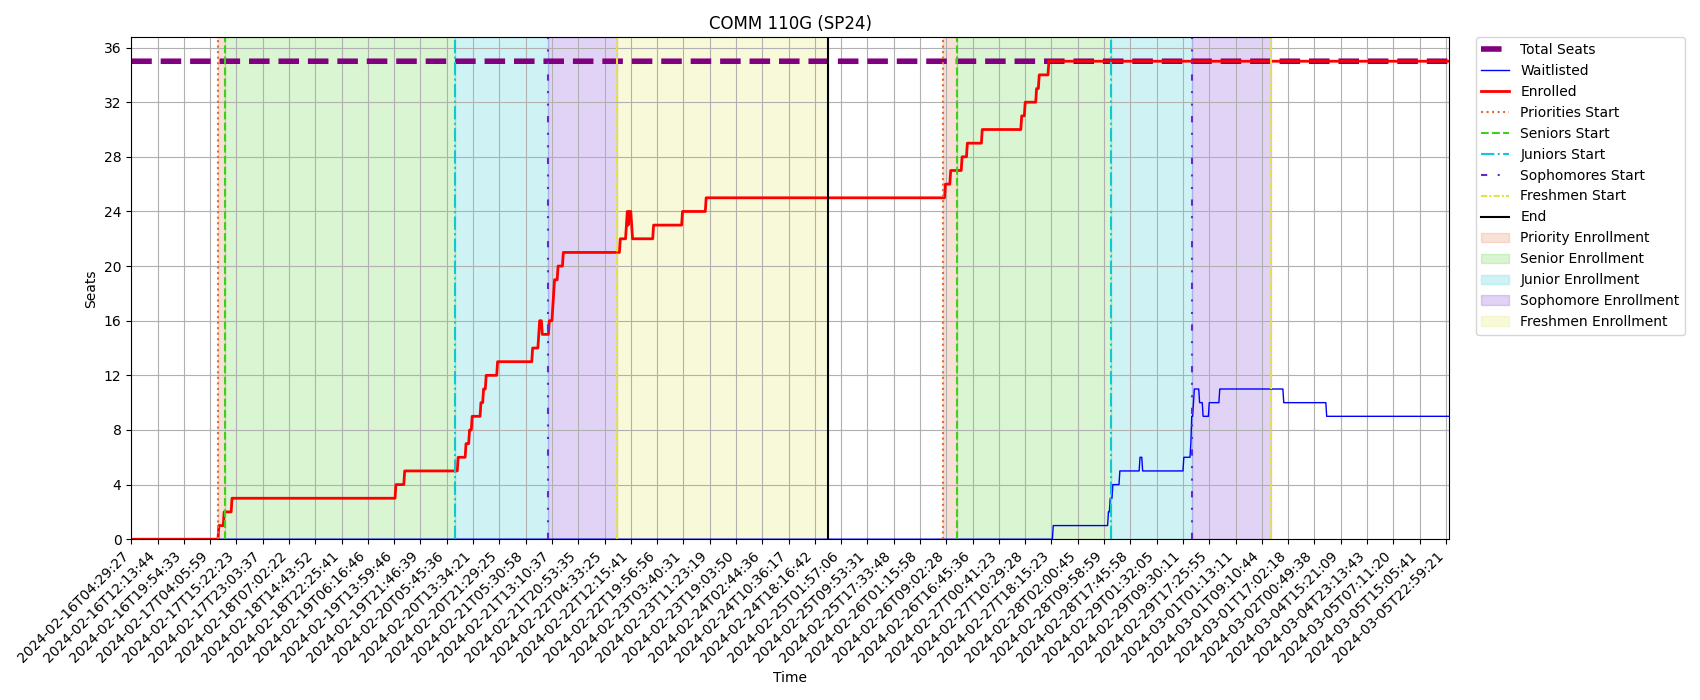 COMM 110G (SP24)
Seats
36
32
28
24
20
16
12
8
4
0
2024-02-16T04:29:27
2024-02-16T12:13:44
2024-02-16T19:54:33
2024-02-17T04:05:59
2024-02-17T15:22:23
2024-02-17T23:03:37
2024-02-18T07:02:22
2024-02-18T14:43:52
2024-02-18T22:25:41
2024-02-19T06:16:46
2024-02-19T13:59:46
2024-02-19T21:46:39
2024-02-20T05:45:36
2024-02-20T13:34:21
2024-02-20T21:29:25
2024-02-21T05:30:58
2024-02-21T13:10:37
2024-02-21T20:53:35
2024-02-22T04:33:25
2024-02-22T12:15:41
2024-02-22T19:56:56
2024-02-23T03:40:31
2024-02-23T11:23:19
2024-02-23T19:03:50
2024-02-24T02:44:36
2024-02-24T10:36:17
2024-02-24T18:16:42
2024-02-25T01:57:06
2024-02-25T09:53:31
2024-02-25T17:33:48
2024-02-26T01:15:58
2024-02-26T09:02:28
2024-02-26T16:45:36
2024-02-27T00:41:23
2024-02-27T10:29:28
2024-02-27T18:15:23
2024-02-28T02:00:45
2024-02-28T09:58:59
2024-02-28T17:45:58
2024-02-29T01:32:05
2024-02-29T09:30:11
2024-02-29T17:25:55
2024-03-01T01:13:11
2024-03-01T09:10:44
2024-03-01T17:02:18
2024-03-02T00:49:38
2024-03-04T15:21:09
2024-03-04T23:13:43
2024-03-05T07:11:20
2024-03-05T15:05:41
2024-03-05T22:59:21
Time
Total Seats
Waitlisted
Enrolled
Priorities Start
Seniors Start
Juniors Start
Sophomores Start
Freshmen Start
End
Priority Enrollment
Senior Enrollment
Junior Enrollment
Sophomore Enrollment
Freshmen Enrollment